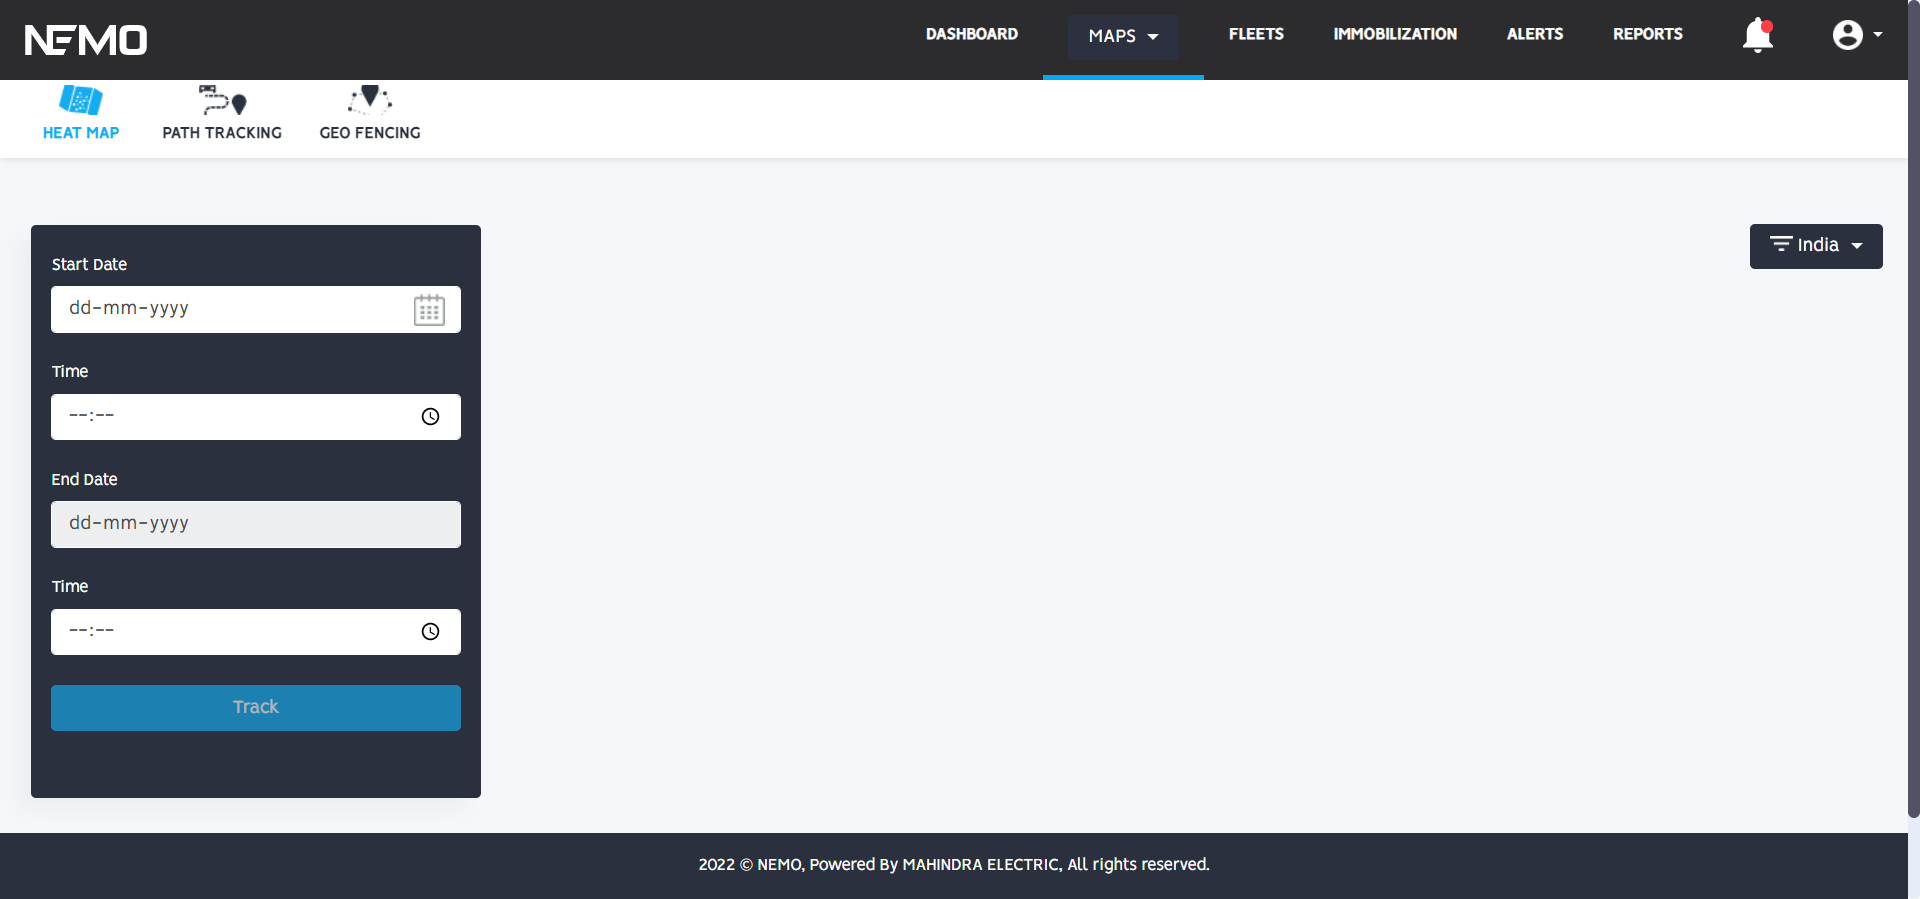 NEMO
DASHBOARD
MAPS
FLEETS
IMMOBILIZATION
ALERTS
REPORTS
HEAT MAP
PATH TRACKING
GEO FENCING
India
Start Date
dd-mm-yyyy
Time
--:--
End Date
dd-mm-yyyy
Time
--:--
Track
2022 © NEMO, Powered By MAHINDRA ELECTRIC, All rights reserved.